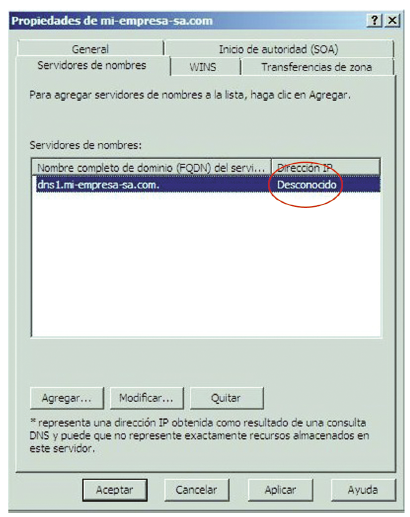 Propiedades de mi-empresa-sa.com
General
Inicio de autoridad (SOA)
Servidores de nombres
WINS
Transferencias de zona
Para agregar servidores de nombres a la lista, haga clic en Agregar.
Servidores de nombres:
Nombre completo de dominio (FQDN) del servi... Dirección IP
dns1.mi-empresa-sa.com. Desconocido
Agregar... Modificar... Quitar
* representa una dirección IP obtenida como resultado de una consulta
DNS y puede que no represente exactamente recursos almacenados en
este servidor.
Aceptar Cancelar Aplicar Ayuda